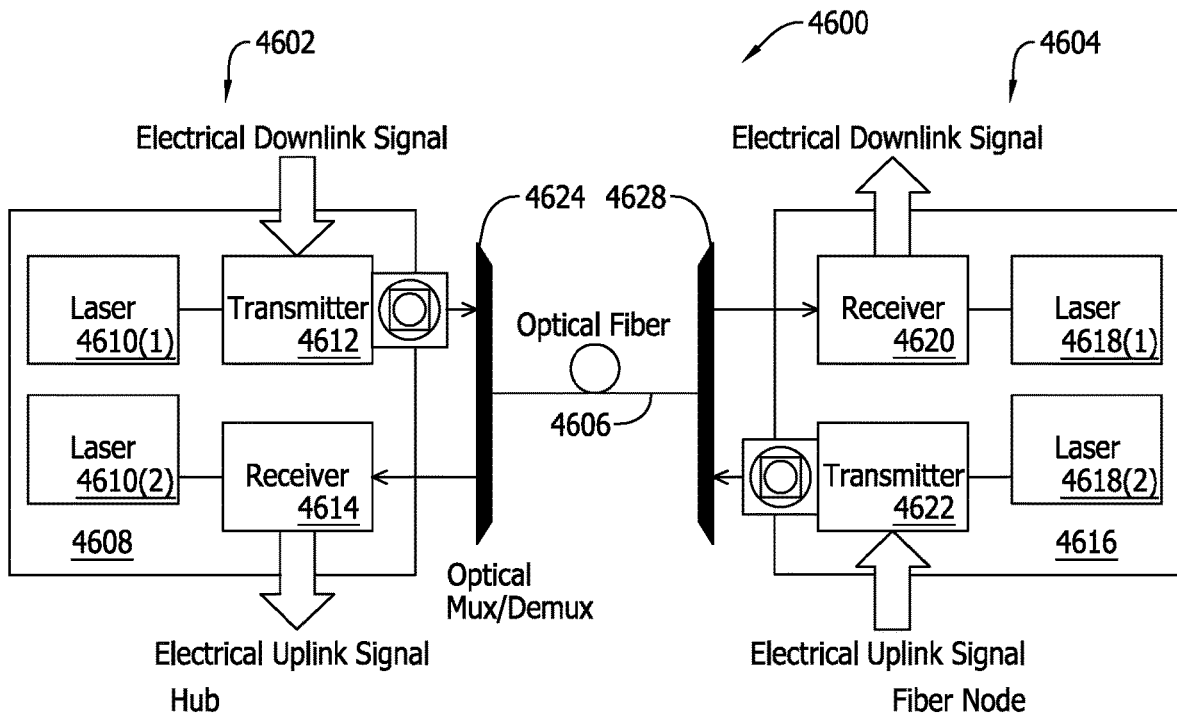 4602
4600
4604
Electrical Downlink Signal
Electrical Downlink Signal
4624
4628
Laser
4610(1)
Transmitter
4612
Optical Fiber
Receiver
4620
Laser
4618(1)
4606
Laser
4610(2)
Receiver
4614
Transmitter
4622
Laser
4618(2)
4608
4616
Optical
Mux/Demux
Electrical Uplink Signal
Electrical Uplink Signal
Hub
Fiber Node